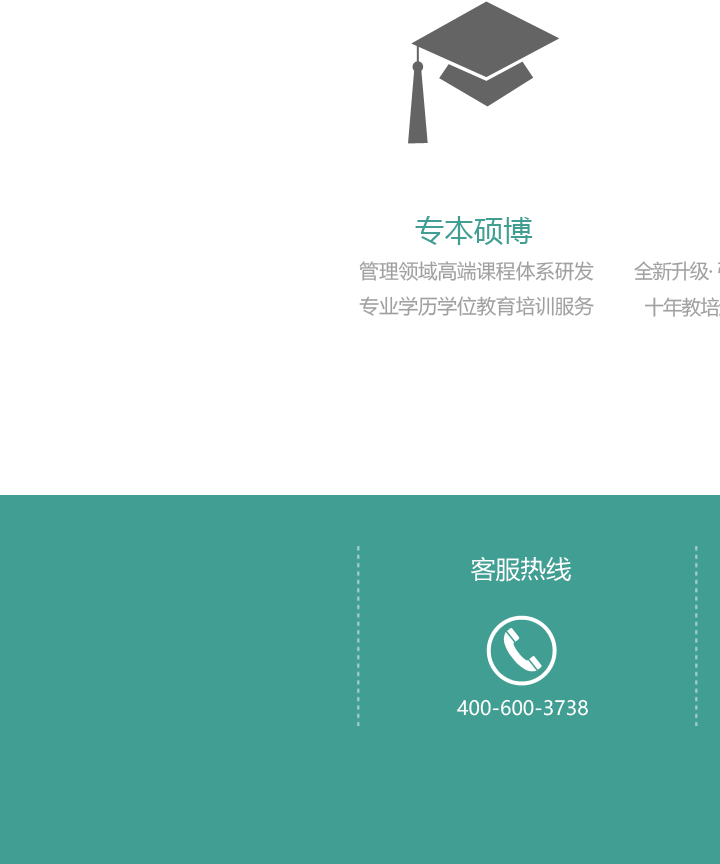 专本硕博
管理领域高端课程体系研发
专业学历学位教育培训服务
全新升级·
十年教培
客服热线
400-600-3738